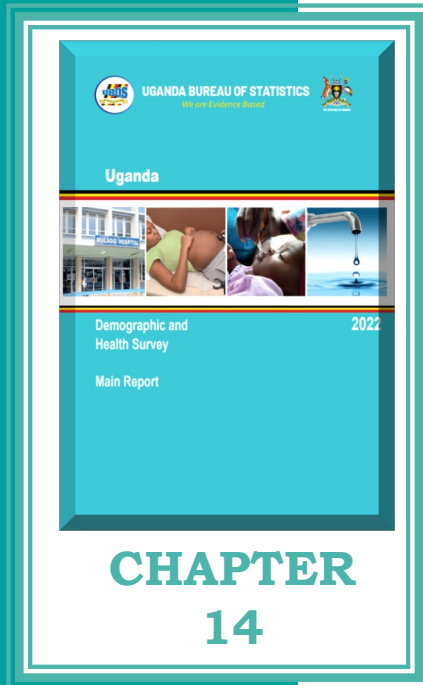 UBOS
UGANDA BUREAU OF STATISTICS
We are Evidence Based
Uganda
MULAGO HOSPITAL
Demographic and
Health Survey
2022
Main Report
CHAPTER
14